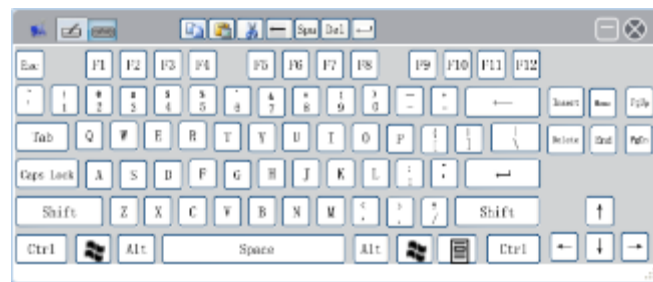 Spa Del
Esc F1 F2 F3 F4 F5 F6 F7 F8 F9 F10 F11 F12
1 2 3 4 5 6 7 8 9 0 Insert Home PgUp
Tab Q W E R T Y U I O P [ ] \ Delete End PgDn
Caps Lock A S D F G H J K L ;
Shift Z X C V B N M / Shift ↑
Ctrl Alt Space Alt Ctrl ← ↓ →